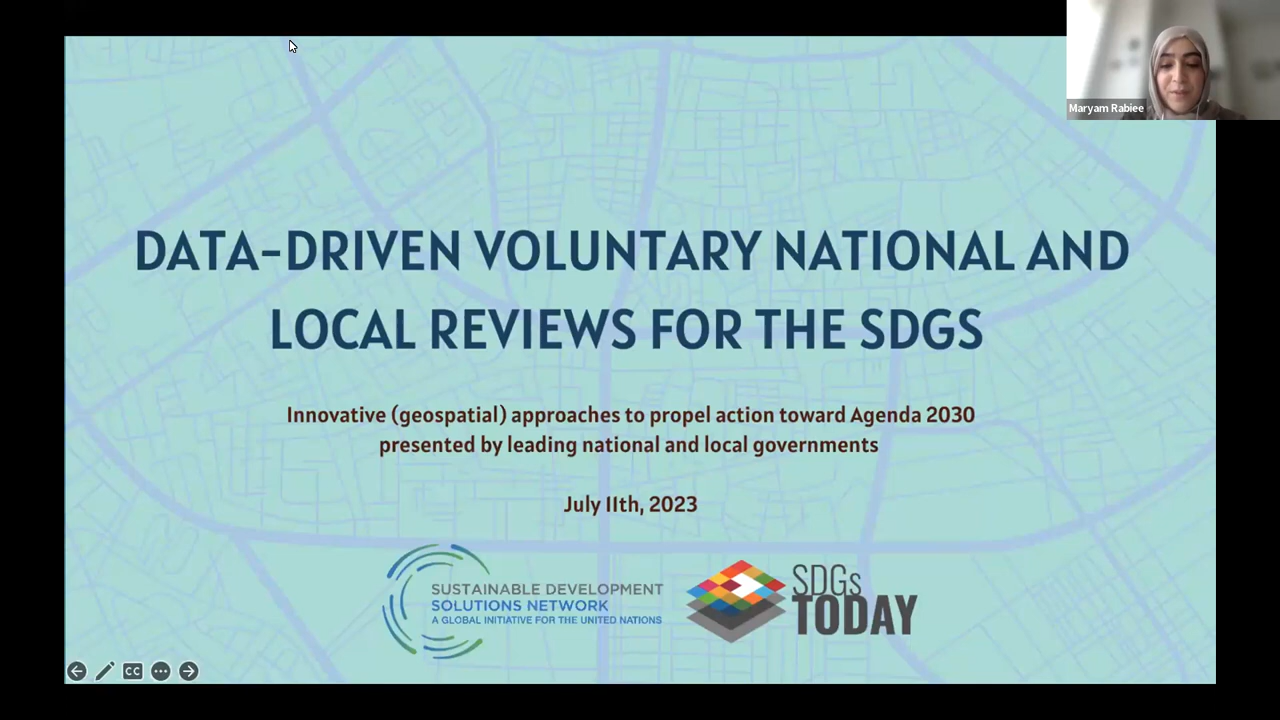 Maryam Rabiee
DATA-DRIVEN VOLUNTARY NATIONAL AND
LOCAL REVIEWS FOR THE SDGS
Innovative (geospatial) approaches to propel action toward Agenda 2030
presented by leading national and local governments
July 11th, 2023
SUSTAINABLE DEVELOPMENT
SOLUTIONS NETWORK
A GLOBAL INITIATIVE FOR THE UNITED NATIONS
SDGs
TODAY
CC